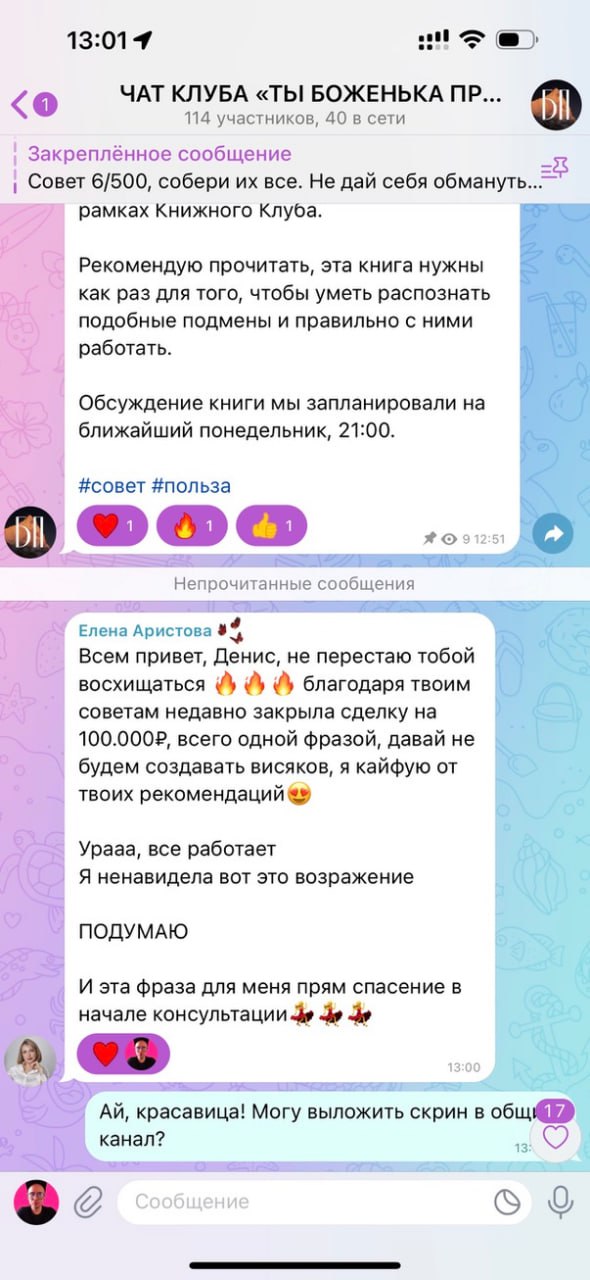 13:01
1
ЧАТ КЛУБА «ТЫ БОЖЕНЬКА ПР...
114 участников, 40 в сети
БП
Закреплённое сообщение
Совет 6/500, собери их все. Не дай себя обмануть...
рамках Книжного Клуба.
Рекомендую прочитать, эта книга нужны
как раз для того, чтобы уметь распознать
подобные подмены и правильно с ними
работать.
Обсуждение книги мы запланировали на
ближайший понедельник, 21:00.
#совет #польза
1 1 1
9 12:51
БП
Непрочитанные сообщения
Елена Аристова
Всем привет, Денис, не перестаю тобой
восхищаться 🔥🔥🔥 благодаря твоим
советам недавно закрыла сделку на
100.000₽, всего одной фразой, давай не
будем создавать висяков, я кайфую от
твоих рекомендаций😍
Урааа, все работает
Я ненавидела вот это возражение
ПОДУМАЮ
И эта фраза для меня прям спасение в
начале консультации💃💃💃
13:00
Ай, красавица! Могу выложить скрин в общ
канал?
13:
17
Сообщение